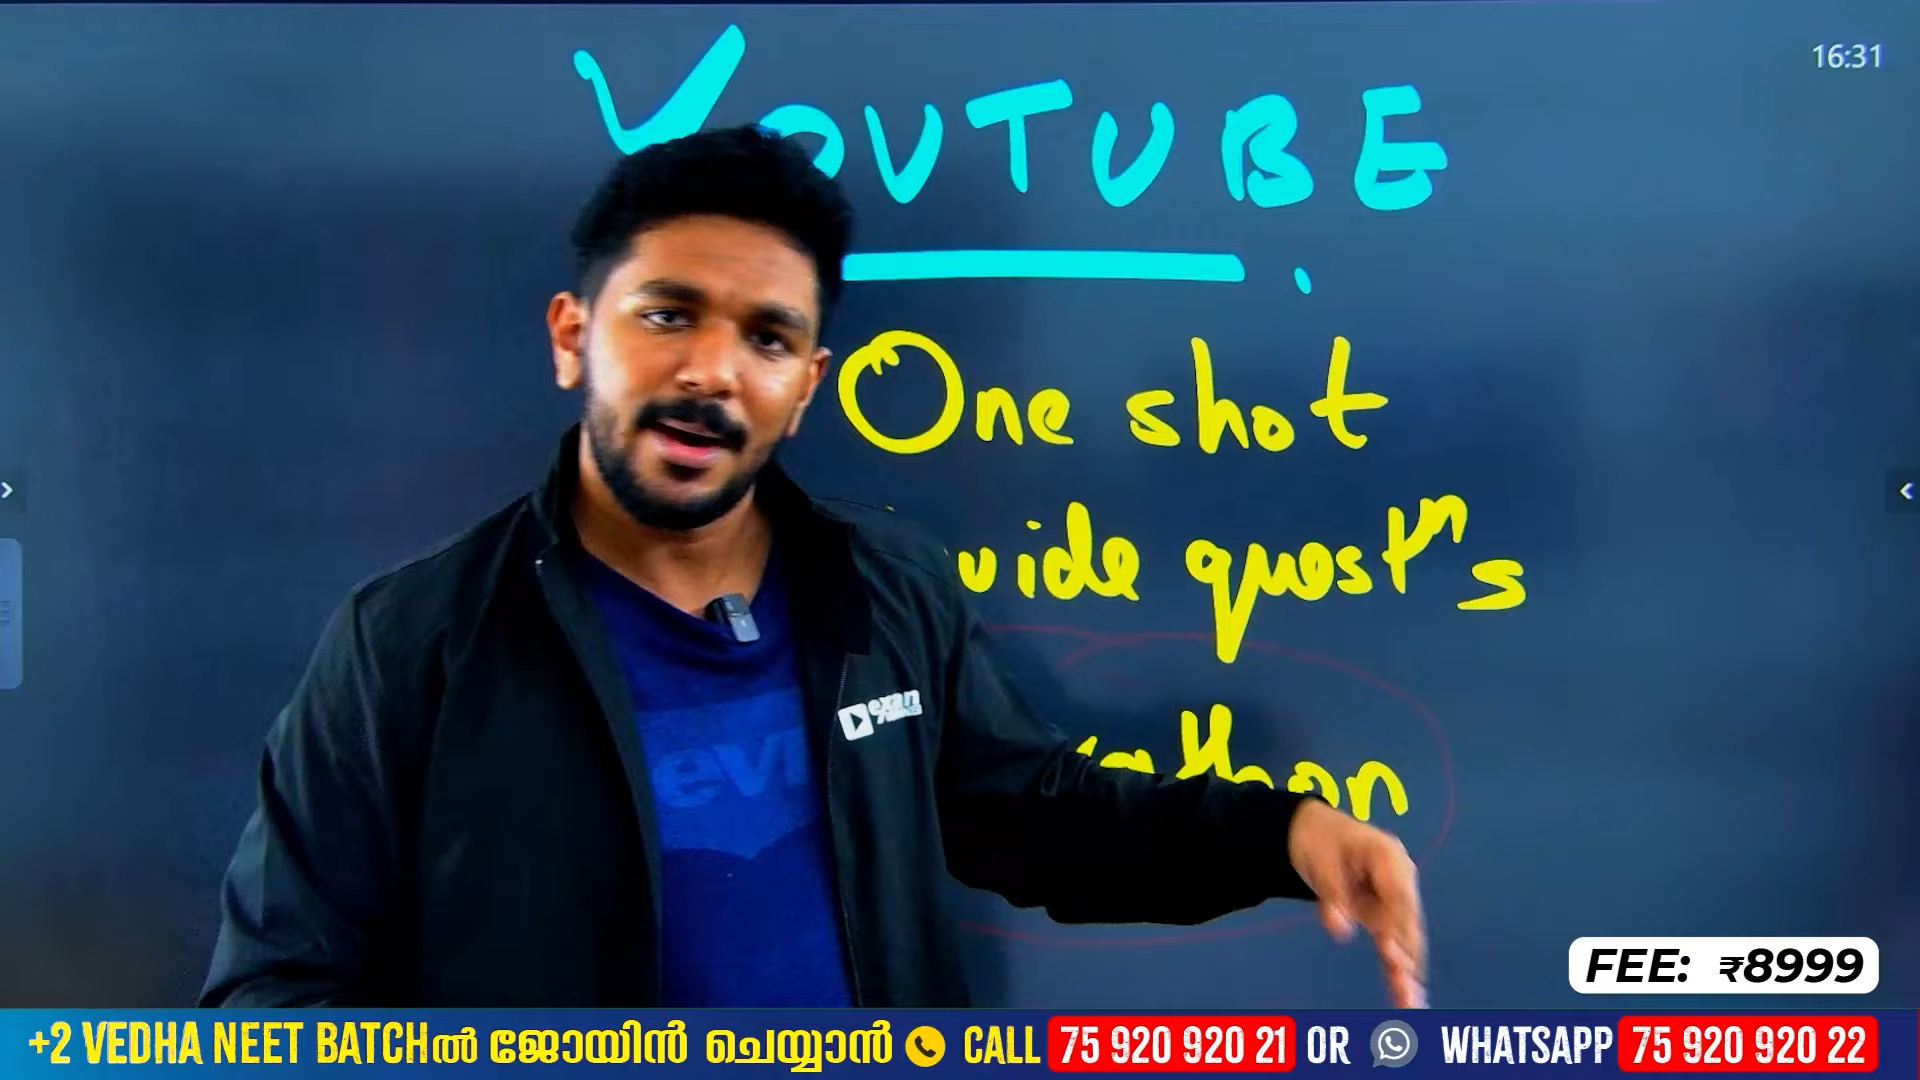 16:31
YOUTUBE
One shot
quest^n s
exan
FEE: ₹8999
+2 VEDHA NEET BATCHൽ ജോയിൻ ചെയ്യാൻ CALL 75 920 920 21 OR WHATSAPP 75 920 920 22